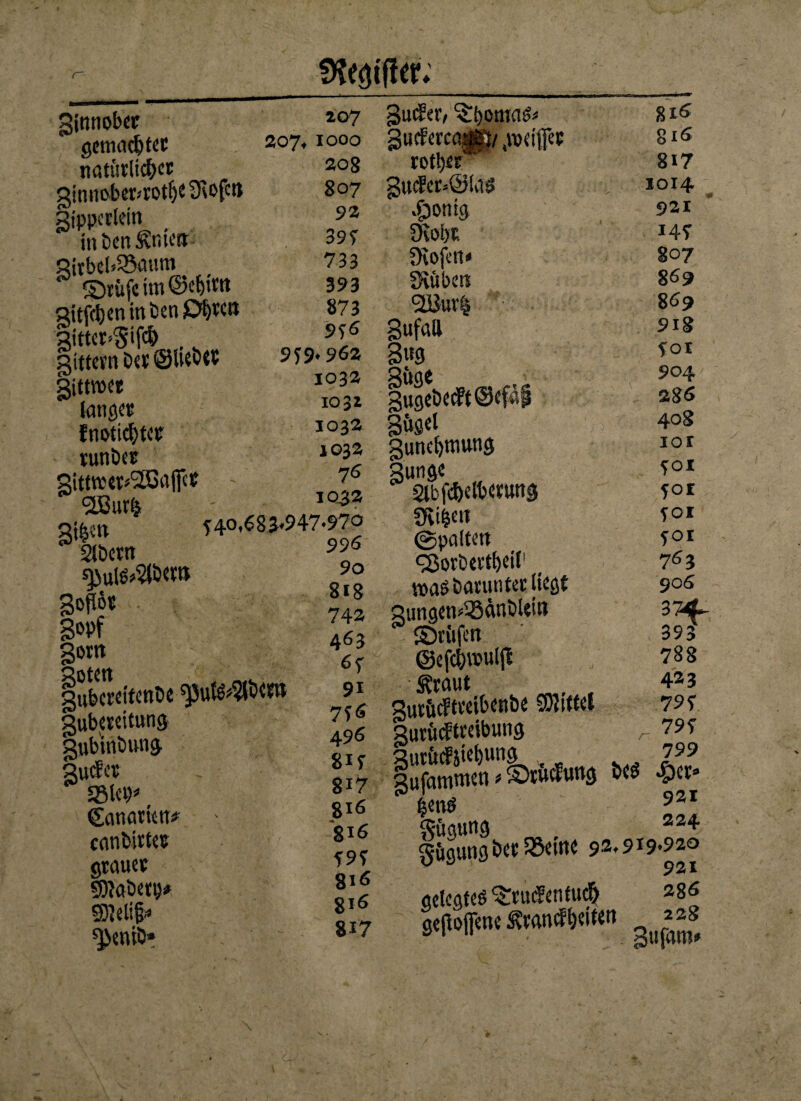 Register.
Zinnober 207
gemachter 207. 1000
natürlicher 208
Zinnober-rothe Rosen 807
Zipperlein 92
in den Knien 395
Zirbel-Baum 733
Drüse im Gehirn 393
Zitschen in den Ohren 873
Zitter-Fisch 956
Zittern der Glieder 959. 962
Zittwer 1032
langer 1032
knotichter 1032
runder 1032
Zittwer-Wasser 76
Wurtz 1032
Zitzen 540.683.947.970
Adern 996
Puls-Adern 90
Zoflör 818
Zopf 742
Zorn 463
Zoten 65
Zubereitende Puls-Adern 91
Zubereitung 756
Zubindung 496
Zucker 815
Bley- 817
Canarien- 816
candirter 816
grauer 595
Madery- 816
Melitz- 816
Penid- 817
Zucker, Thomas- 816
Zuckercand, weisser 816
rother 817
Zucker-Glas 1014
Honig 921
Rohr 145
Rosen- 807
Rüben 869
Wurtz 869
Zufall 918
Zug 501
Züge 904
Zugedeckt Gefäß 286
Zügel 408
Zunehmung 101
Zunge 501
Abschelberung 501
Ritzen 501
Spalten 501
Vordertheil 763
was darunter liegt 906
Zungen-Bändlein 374
Drüsen 393
Geschwulst 788
Kraut 423
Zurücktreibende Mittel 795
Zurücktreibung 795
Zurückziehung 799
Zusammen-Drückung des Her-
tzens 921
Fügung 224
Fügung der Beine 92.919.920
921
gelegtes Truckentuch 286
gestossene Kranckheiten 228
Zusam-